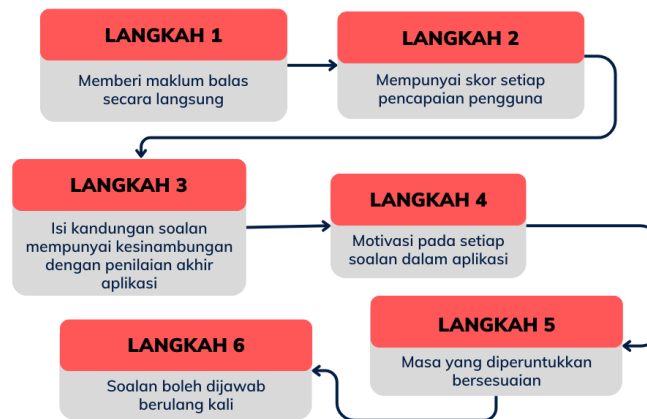 LANGKAH 1
Memberi maklum balas
secara langsung
LANGKAH 2
Mempunyai skor setiap
pencapaian pengguna
LANGKAH 3
Isi kandungan soalan
mempunyai kesinambungan
dengan penilaian akhir
aplikasi
LANGKAH 4
Motivasi pada setiap
soalan dalam aplikasi
LANGKAH 5
Masa yang diperuntukkan
bersesuaian
LANGKAH 6
Soalan boleh dijawab
berulang kali